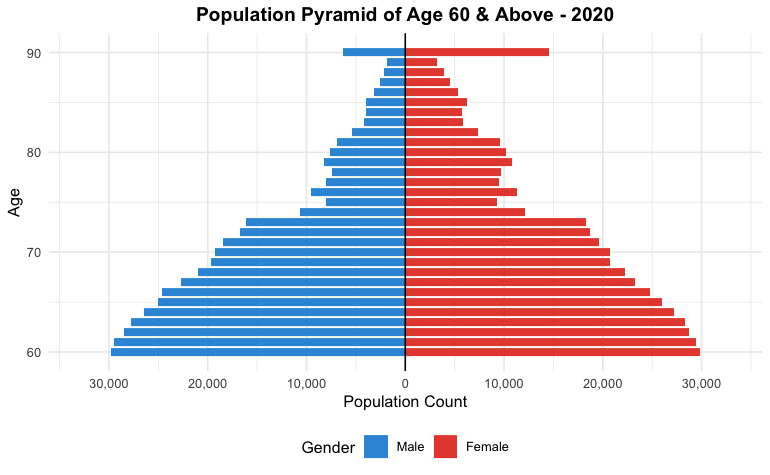 Population Pyramid of Age 60 & Above - 2020
90
80
70
60
Age
30,000 20,000 10,000 0 10,000 20,000 30,000
Population Count
Gender Male Female